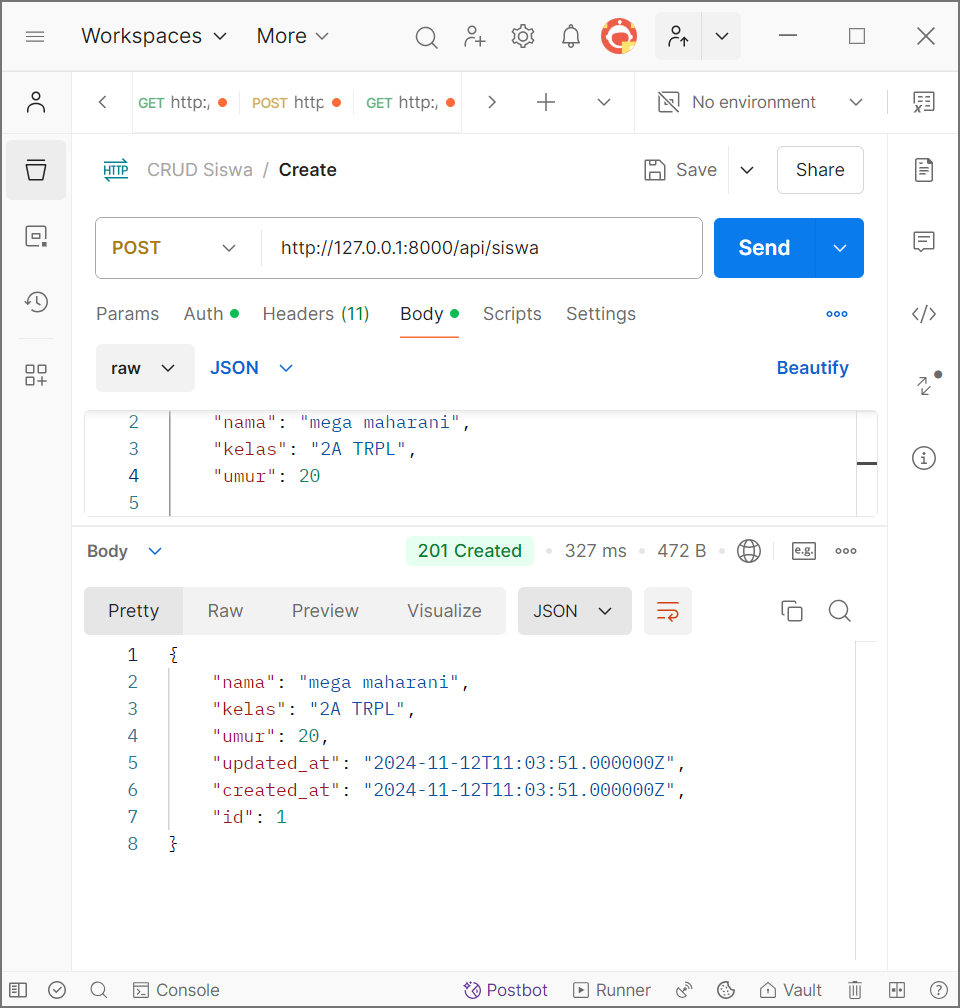 Workspaces More
GET http:/ POST http GET http:/ No environment
HTTP CRUD Siswa / Create Save Share
POST http://127.0.0.1:8000/api/siswa Send
Params Auth Headers (11) Body Scripts Settings
raw JSON Beautify
2 "nama": "mega maharani",
3 "kelas": "2A TRPL",
4 "umur": 20
5
Body 201 Created 327 ms 472 B e.g.
Pretty Raw Preview Visualize JSON
1 {
2 "nama": "mega maharani",
3 "kelas": "2A TRPL",
4 "umur": 20,
5 "updated_at": "2024-11-12T11:03:51.000000Z",
6 "created_at": "2024-11-12T11:03:51.000000Z",
7 "id": 1
8 }
Console Postbot Runner Vault